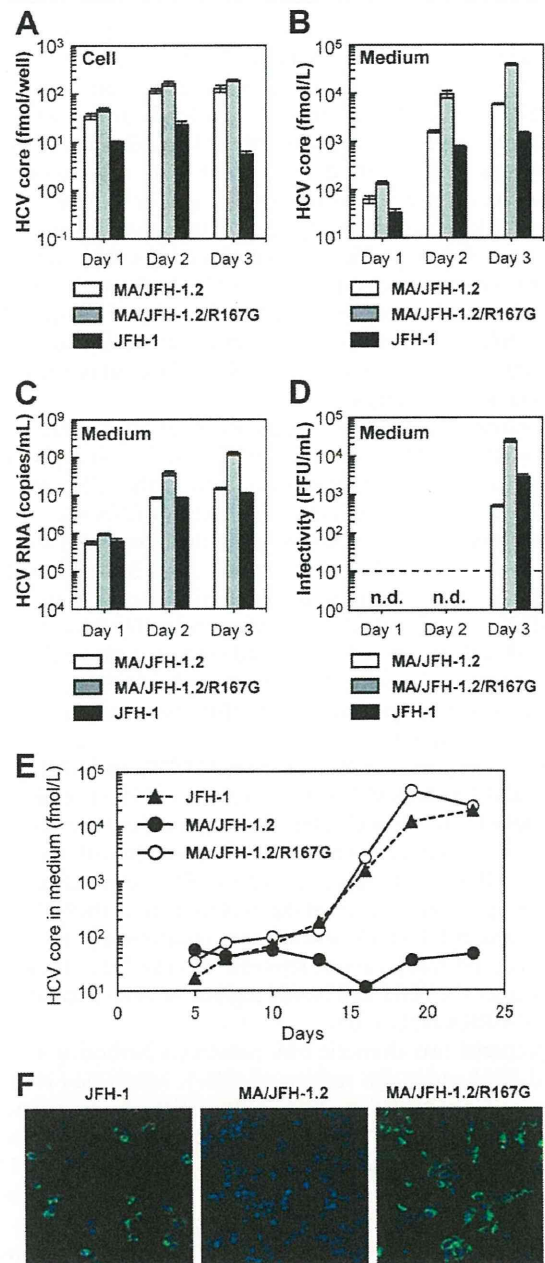 A
Cell
HCV core (fmol/well)
10³
10²
10¹
10⁰
10⁻¹
Day 1 Day 2 Day 3
MA/JFH-1.2
MA/JFH-1.2/R167G
JFH-1
B
Medium
HCV core (fmol/L)
10⁵
10⁴
10³
10²
10¹
Day 1 Day 2 Day 3
MA/JFH-1.2
MA/JFH-1.2/R167G
JFH-1
C
Medium
HCV RNA (copies/mL)
10⁹
10⁸
10⁷
10⁶
10⁵
10⁴
Day 1 Day 2 Day 3
MA/JFH-1.2
MA/JFH-1.2/R167G
JFH-1
D
Medium
Infectivity (FFU/mL)
10⁵
10⁴
10³
10²
10¹
10⁰
n.d. n.d.
Day 1 Day 2 Day 3
MA/JFH-1.2
MA/JFH-1.2/R167G
JFH-1
E
HCV core in medium (fmol/L)
10⁵
10⁴
10³
10²
10¹
JFH-1
MA/JFH-1.2
MA/JFH-1.2/R167G
0 5 10 15 20 25
Days
F
JFH-1 MA/JFH-1.2 MA/JFH-1.2/R167G